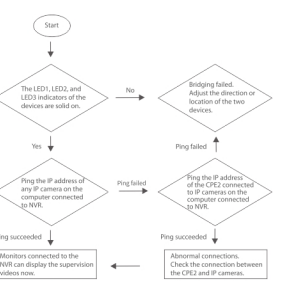 Start
The LED1, LED2, and
LED3 indicators of the
devices are solid on.
No
Bridging failed.
Adjust the direction or
location of the two
devices.
Yes
Ping failed
Ping the IP address of
any IP camera on the
computer connected
to NVR.
Ping failed
Ping the IP address
of the CPE2 connected
to IP cameras on the
computer connected
to NVR.
succeeded
Ping succeeded
Monitors connected to the
NVR can display the supervision
videos now.
Abnormal connections.
Check the connection between
the CPE2 and IP cameras.